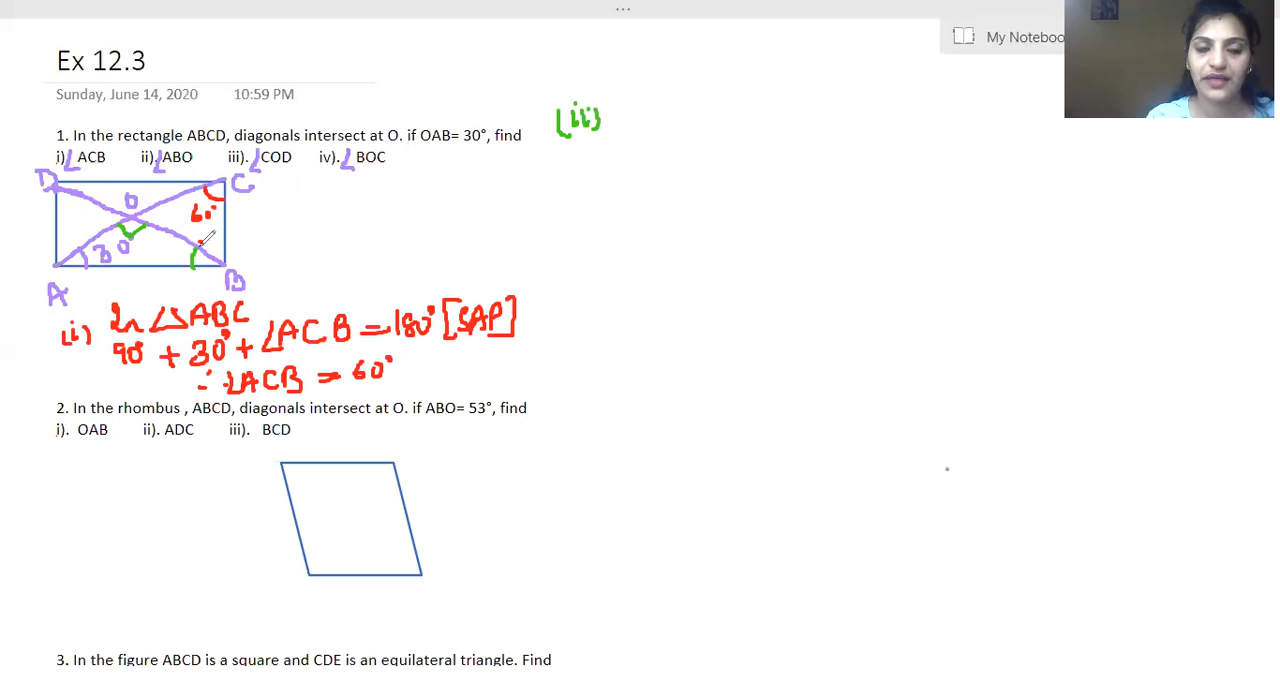 My Noteboo
Ex 12.3
Sunday, June 14, 2020 10:59 PM
(ii)
1. In the rectangle ABCD, diagonals intersect at O. if OAB= 30°, find
i) ∠ACB ii). ∠ABO iii). ∠COD iv). ∠BOC
D C
O
60°
30°
A B
(ii) In △ABC
90° + 30° + ∠ACB = 180° [SAP]
∴ ∠ACB = 60°
2. In the rhombus , ABCD, diagonals intersect at O. if ABO= 53°, find
i). OAB ii). ADC iii). BCD
3. In the figure ABCD is a square and CDE is an equilateral triangle. Find